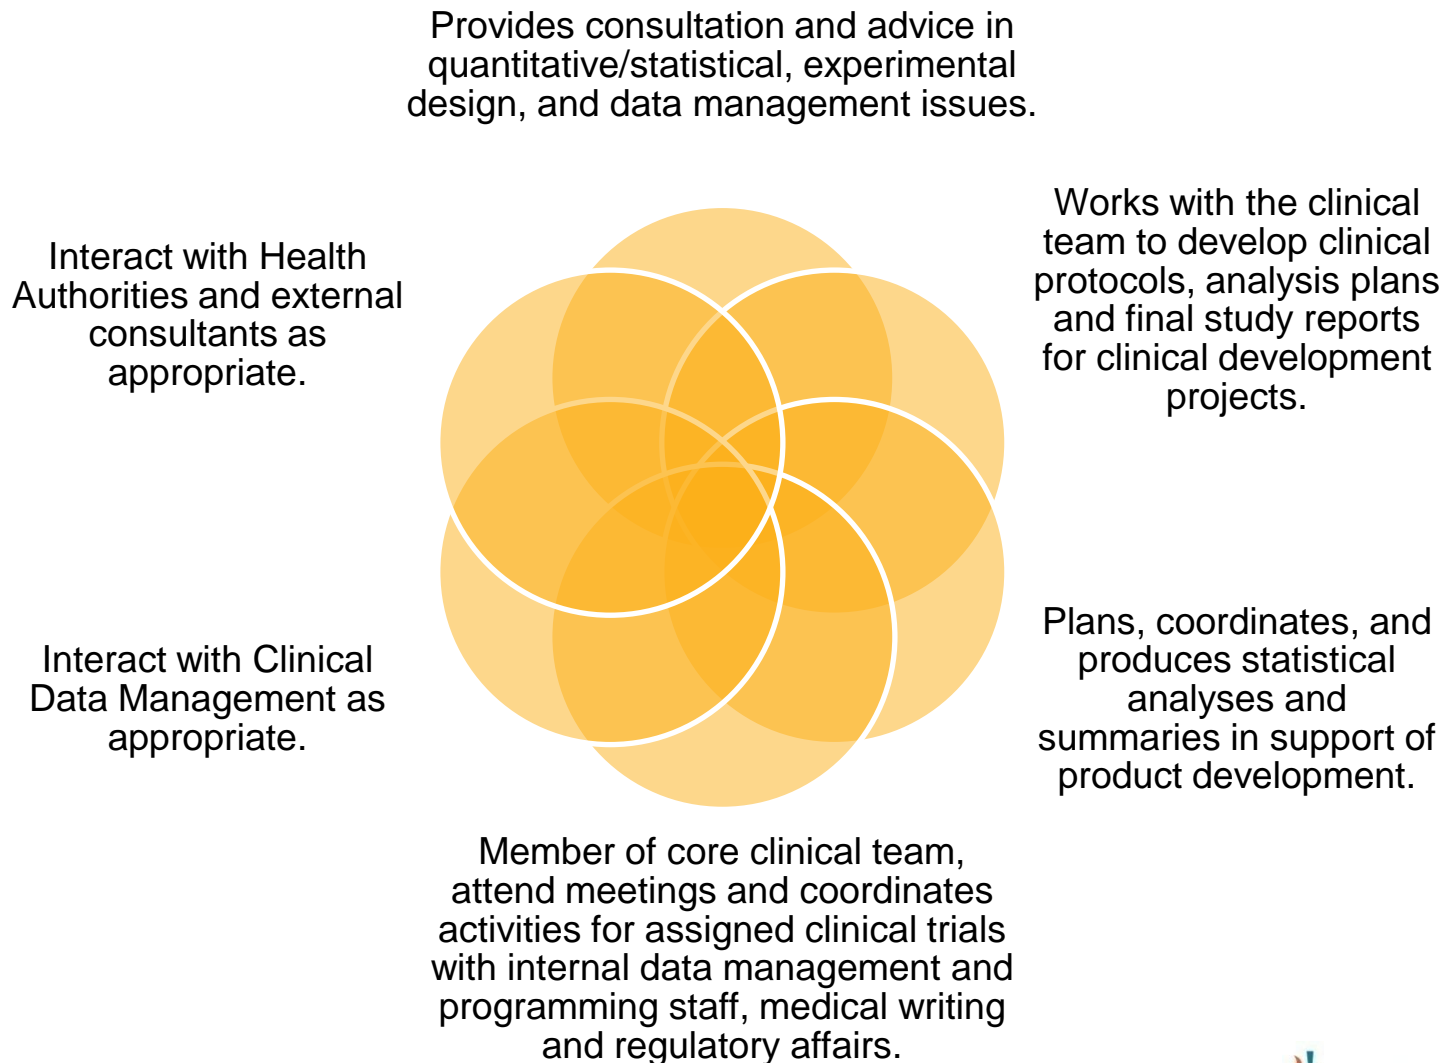 Provides consultation and advice in
quantitative/statistical, experimental
design, and data management issues.
Works with the clinical
team to develop clinical
protocols, analysis plans
and final study reports
for clinical development
projects.
Plans, coordinates, and
produces statistical
analyses and
summaries in support of
product development.
Member of core clinical team,
attend meetings and coordinates
activities for assigned clinical trials
with internal data management and
programming staff, medical writing
and regulatory affairs.
Interact with Clinical
Data Management as
appropriate.
Interact with Health
Authorities and external
consultants as
appropriate.